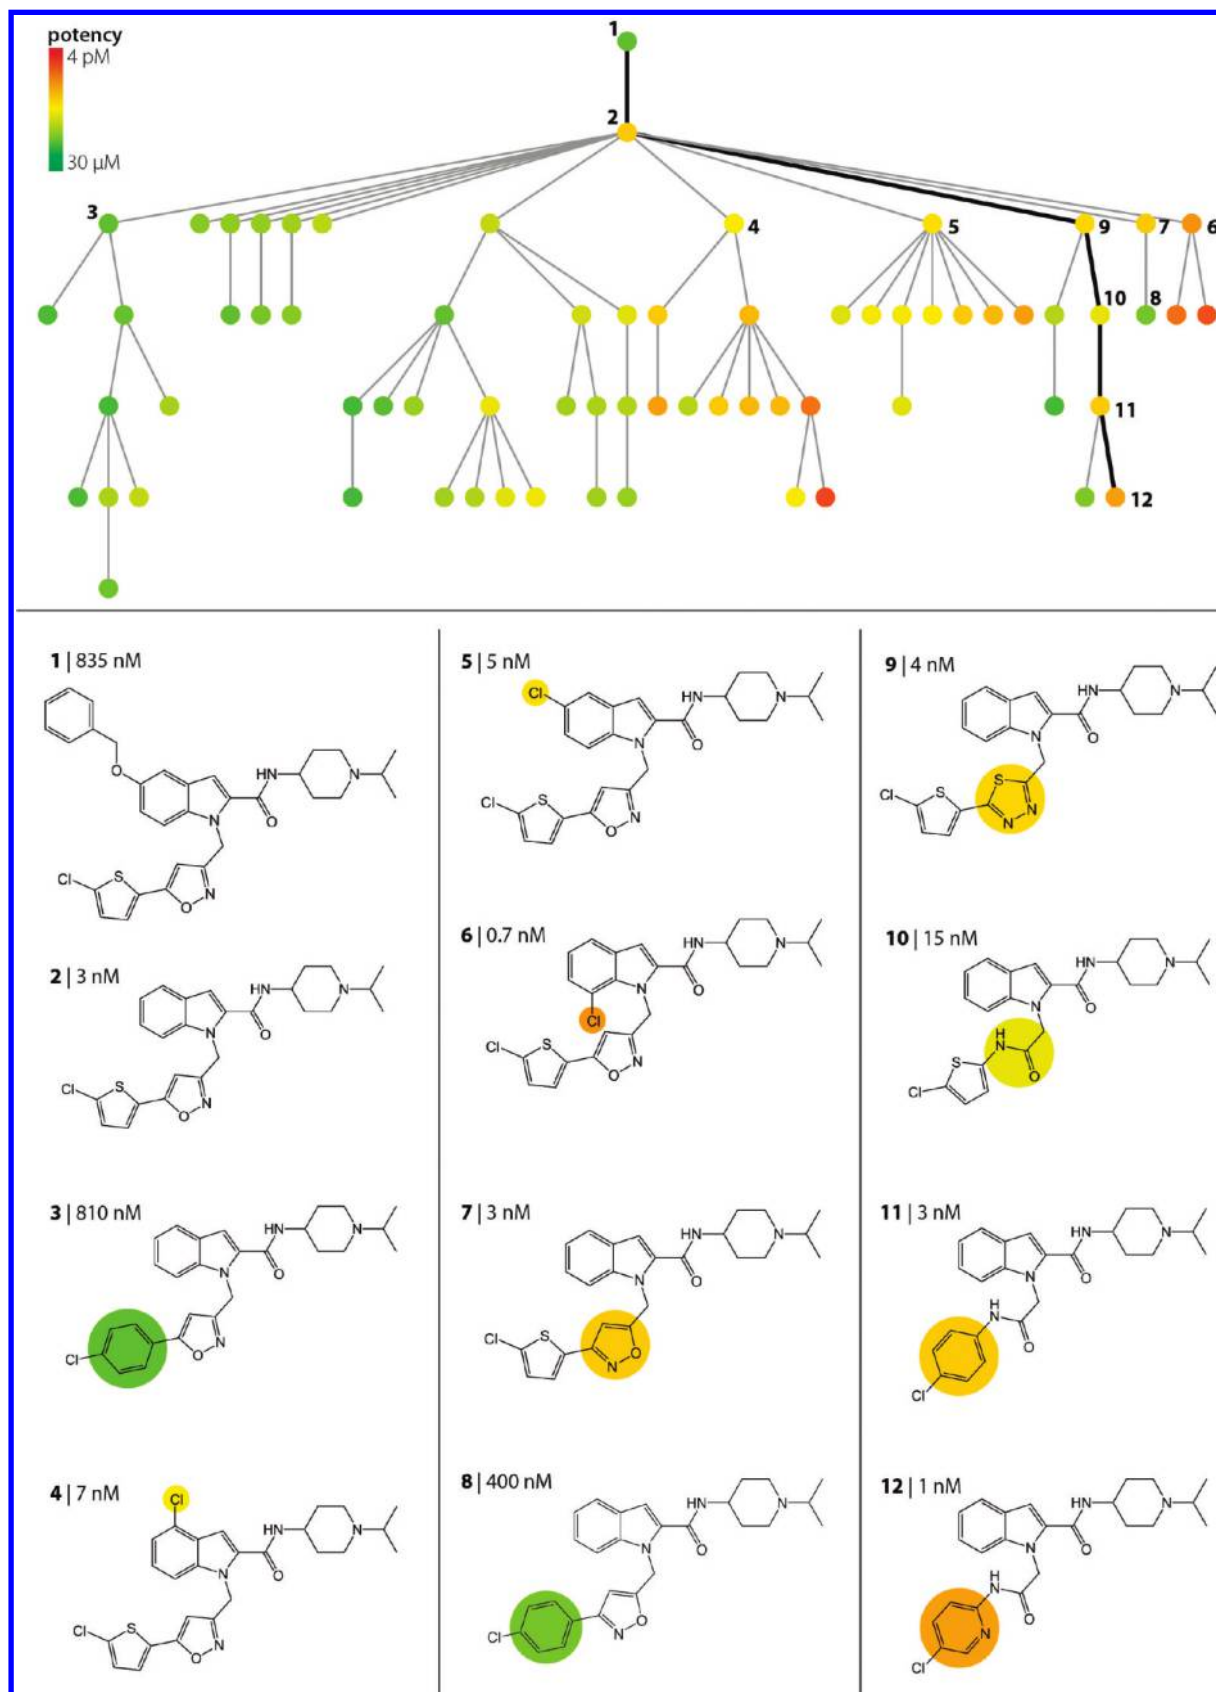 potency
4 pM
30 µM
1
2
3
4
5
9
7
6
10
8
11
12
1 | 835 nM
O
HN
N
O
N
Cl
S
O
N
2 | 3 nM
HN
N
O
N
Cl
S
O
N
3 | 810 nM
HN
N
O
N
Cl
O
N
4 | 7 nM
Cl
HN
N
O
N
Cl
S
O
N
5 | 5 nM
Cl
HN
N
O
N
Cl
S
O
N
6 | 0.7 nM
HN
N
O
N
Cl
Cl
S
O
N
7 | 3 nM
HN
N
O
N
Cl
S
N
O
8 | 400 nM
HN
N
O
N
Cl
N
O
9 | 4 nM
HN
N
O
N
Cl
S
S
N
N
10 | 15 nM
HN
N
O
N
H
N
S
O
Cl
11 | 3 nM
HN
N
O
N
H
N
O
Cl
12 | 1 nM
HN
N
O
N
H
N
O
N
Cl